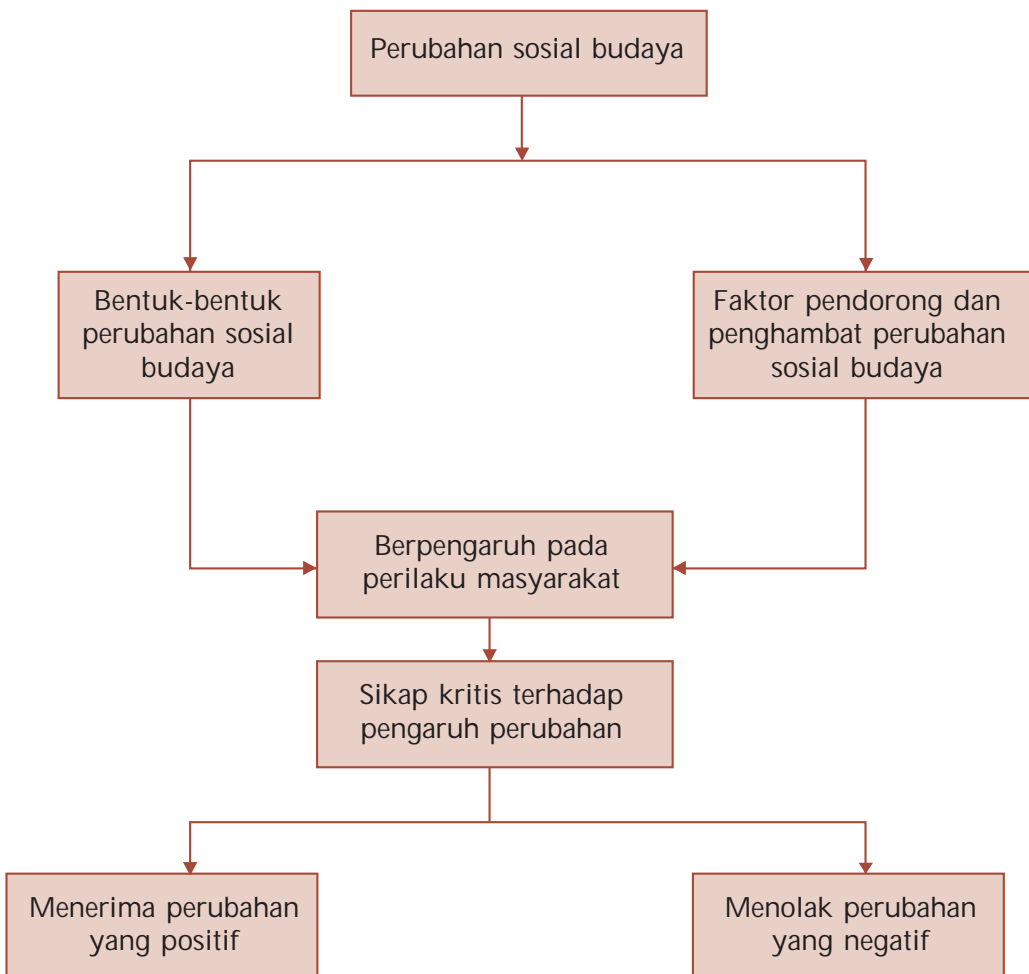 Perubahan sosial budaya
Bentuk-bentuk
perubahan sosial
budaya
Faktor pendorong dan
penghambat perubahan
sosial budaya
Berpengaruh pada
perilaku masyarakat
Sikap kritis terhadap
pengaruh perubahan
Menerima perubahan
yang positif
Menolak perubahan
yang negatif